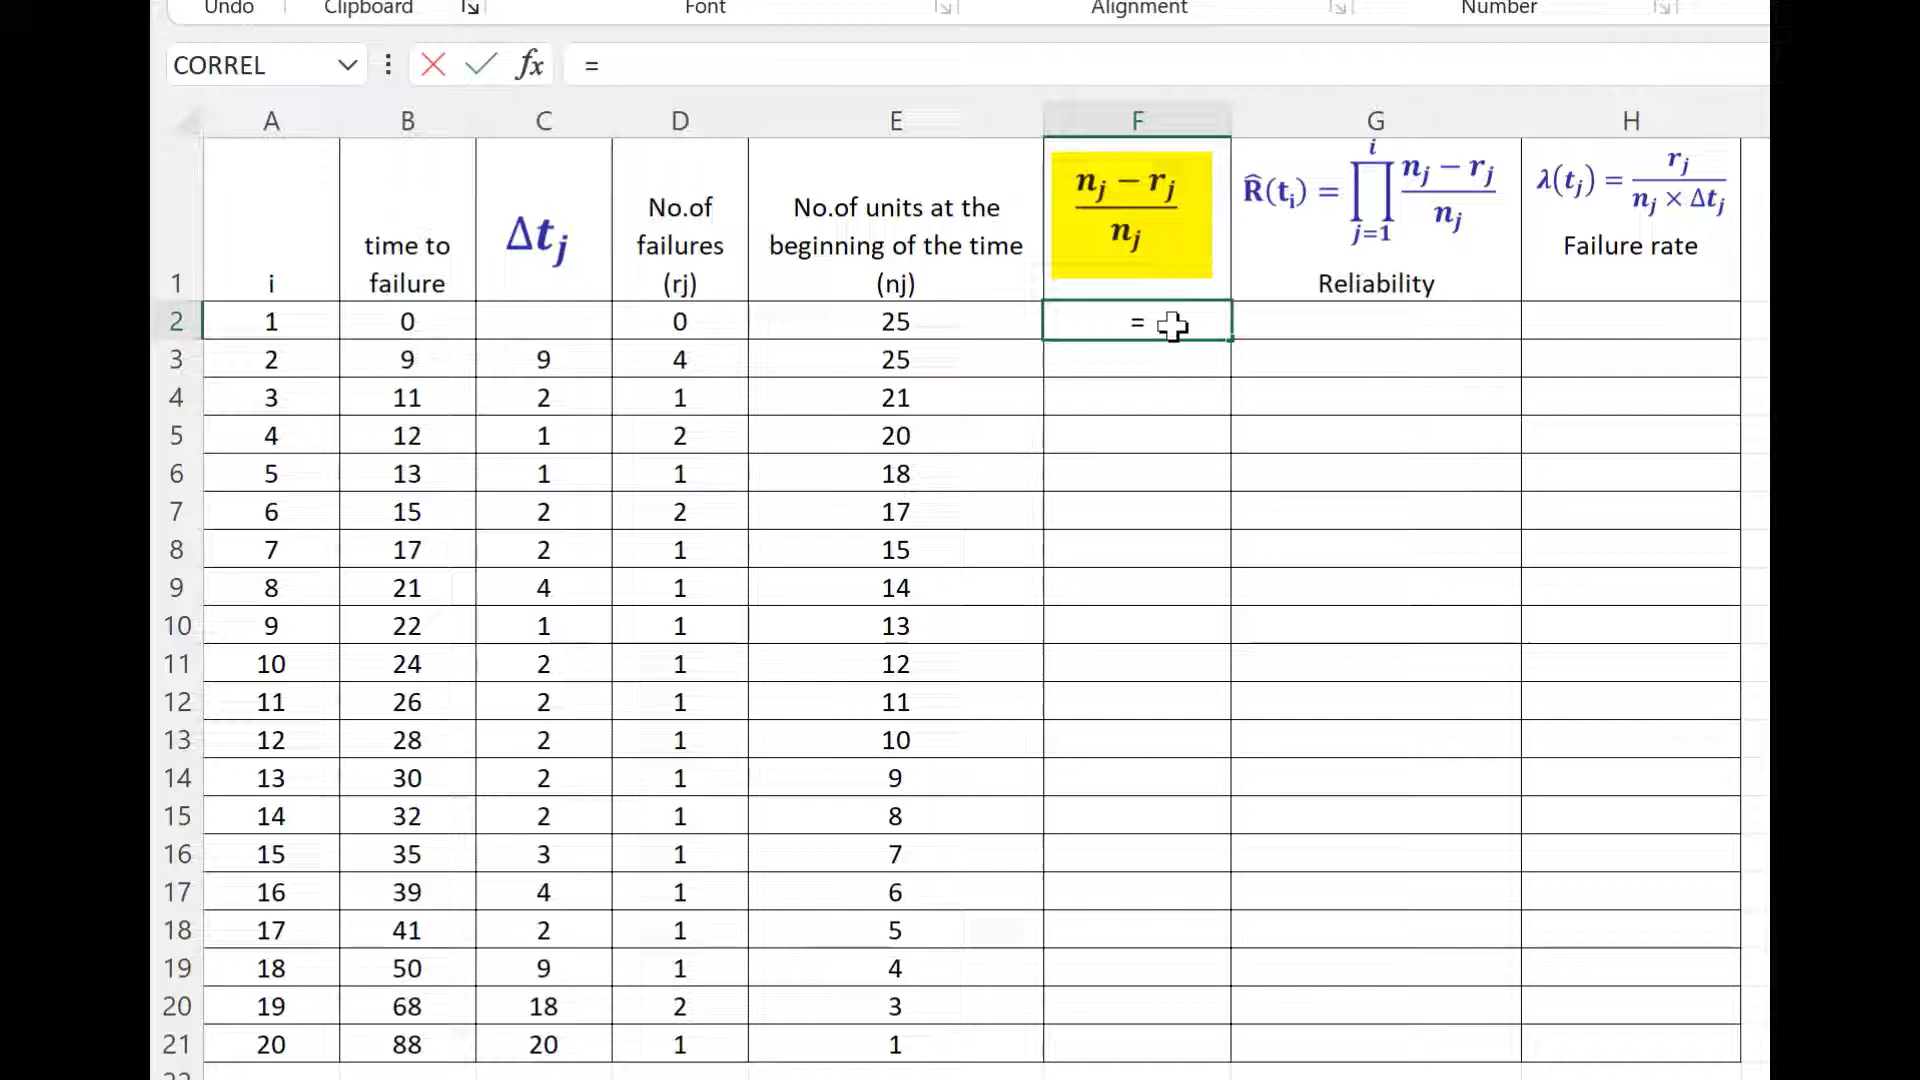 Undo Clipboard Font Alignment Number
CORREL fx =
A B C D E F G H
1 i time to failure Δtj No.of failures (rj) No.of units at the beginning of the time (nj) nj − rj / nj R̂(ti) = ∏ i j=1 nj − rj / nj Reliability λ(tj) = rj / nj × Δtj Failure rate
2 1 0 0 25 =
3 2 9 9 4 25
4 3 11 2 1 21
5 4 12 1 2 20
6 5 13 1 1 18
7 6 15 2 2 17
8 7 17 2 1 15
9 8 21 4 1 14
10 9 22 1 1 13
11 10 24 2 1 12
12 11 26 2 1 11
13 12 28 2 1 10
14 13 30 2 1 9
15 14 32 2 1 8
16 15 35 3 1 7
17 16 39 4 1 6
18 17 41 2 1 5
19 18 50 9 1 4
20 19 68 18 2 3
21 20 88 20 1 1